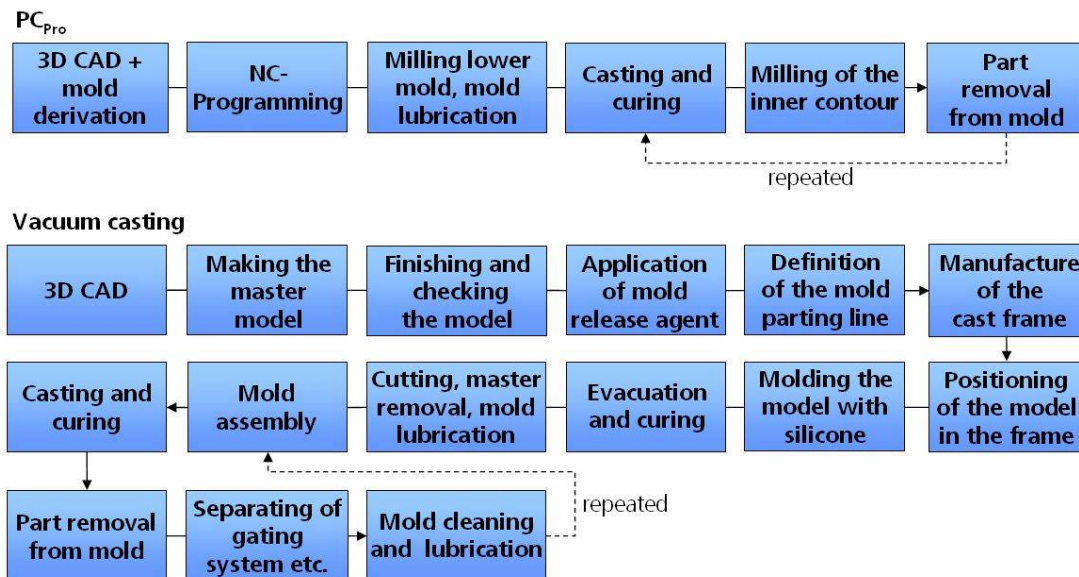 PCPro
3D CAD +
mold
derivation
NC-
Programming
Milling lower
mold, mold
lubrication
Casting and
curing
Milling of the
inner contour
Part
removal
from mold
repeated
Vacuum casting
3D CAD
Making the
master
model
Finishing and
checking
the model
Application
of mold
release agent
Definition
of the mold
parting line
Manufacture
of the
cast frame
Casting and
curing
Mold
assembly
Cutting, master
removal, mold
lubrication
Evacuation
and curing
Molding the
model with
silicone
Positioning
of the model
in the frame
Part removal
from mold
Separating of
gating
system etc.
Mold cleaning
and lubrication
repeated